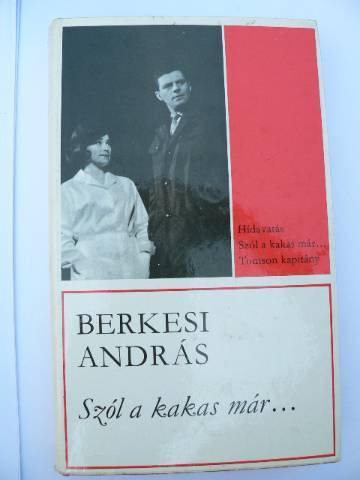 Hídavatás
Szól a kakas már...
Tomson kapitány
BERKESI
ANDRÁS
Szól a kakas már...